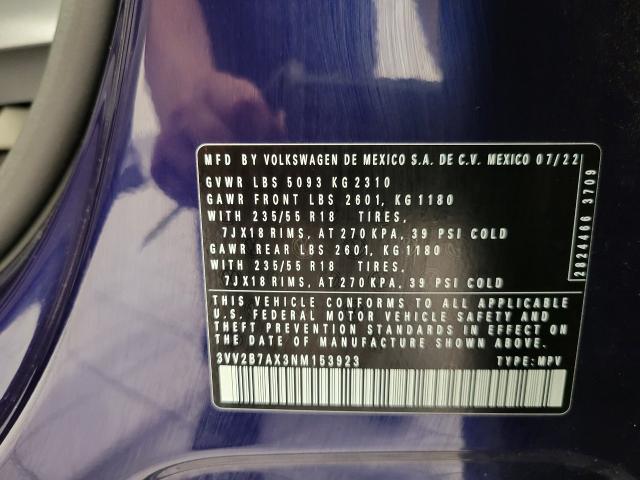 MFD BY VOLKSWAGEN DE MEXICO S.A. DE C.V. MEXICO 07/22
GVWR LBS 5093 KG 2310
GAWR FRONT LBS 2601, KG 1180
WITH 235/55 R18 TIRES,
7JX18 RIMS, AT 270 KPA, 39 PSI COLD
GAWR REAR LBS 2601, KG 1180
WITH 235/55 R18 TIRES,
7JX18 RIMS, AT 270 KPA, 39 PSI COLD
THIS VEHICLE CONFORMS TO ALL APPLICABLE
U.S. FEDERAL MOTOR VEHICLE SAFETY AND
THEFT PREVENTION STANDARDS IN EFFECT ON
THE DATE OF MANUFACTURE SHOWN ABOVE
3VV2B7AX3NM153923 TYPE: MPV
2824466 3709